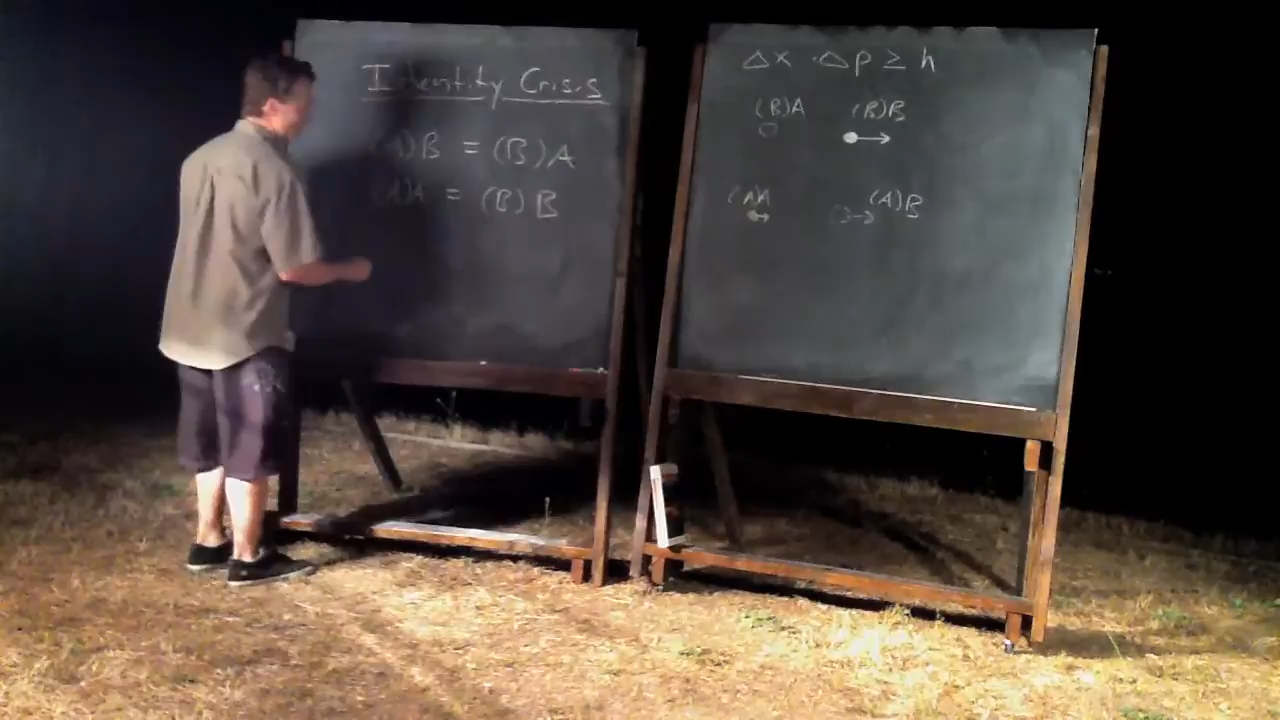 Identity Crisis
(A)B = (B)A
(A)A = (B)B
Δx · Δp ≥ h
(B)A (B)B
(A)A (A)B